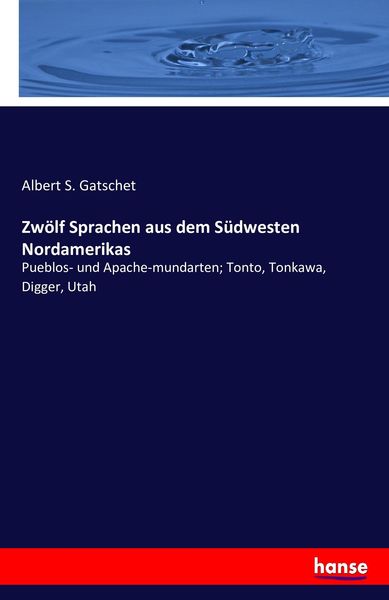 Albert S. Gatschet
Zwölf Sprachen aus dem Südwesten
Nordamerikas
Pueblos- und Apache-mundarten; Tonto, Tonkawa,
Digger, Utah
hanse